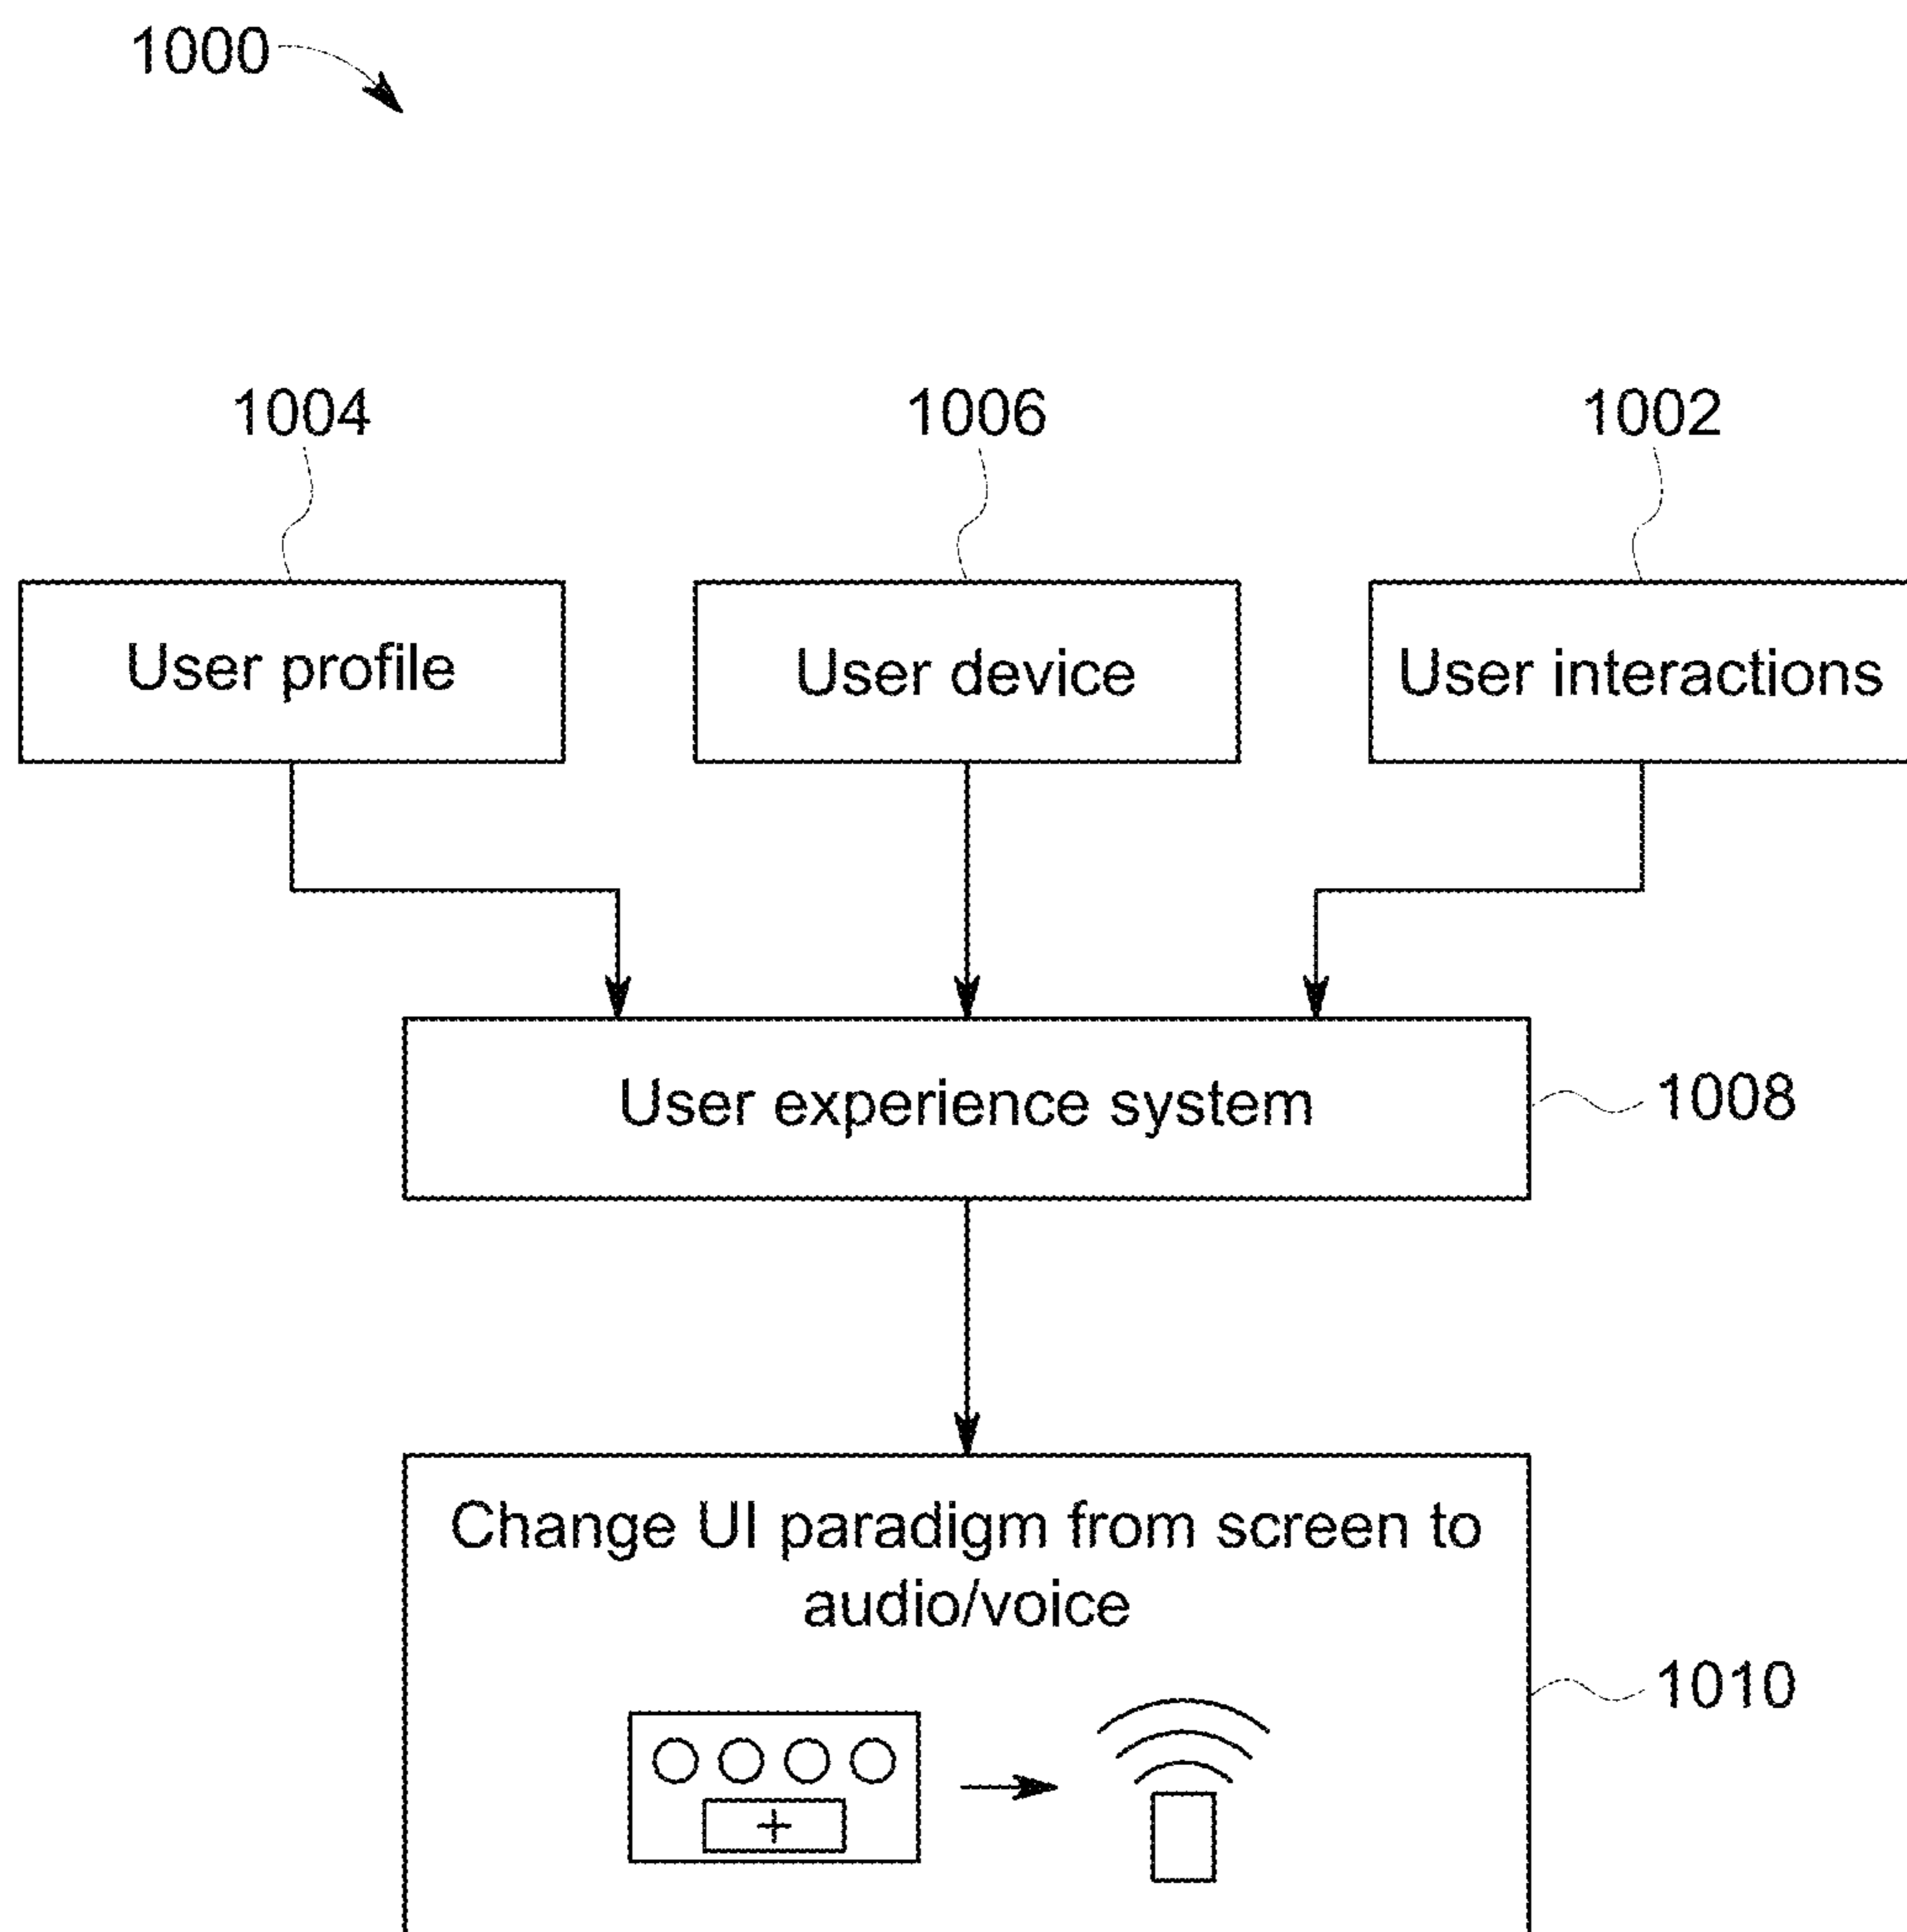 1000
1004
1006
1002
User profile
User device
User interactions
User experience system
1008
Change UI paradigm from screen to
audio/voice
1010
+